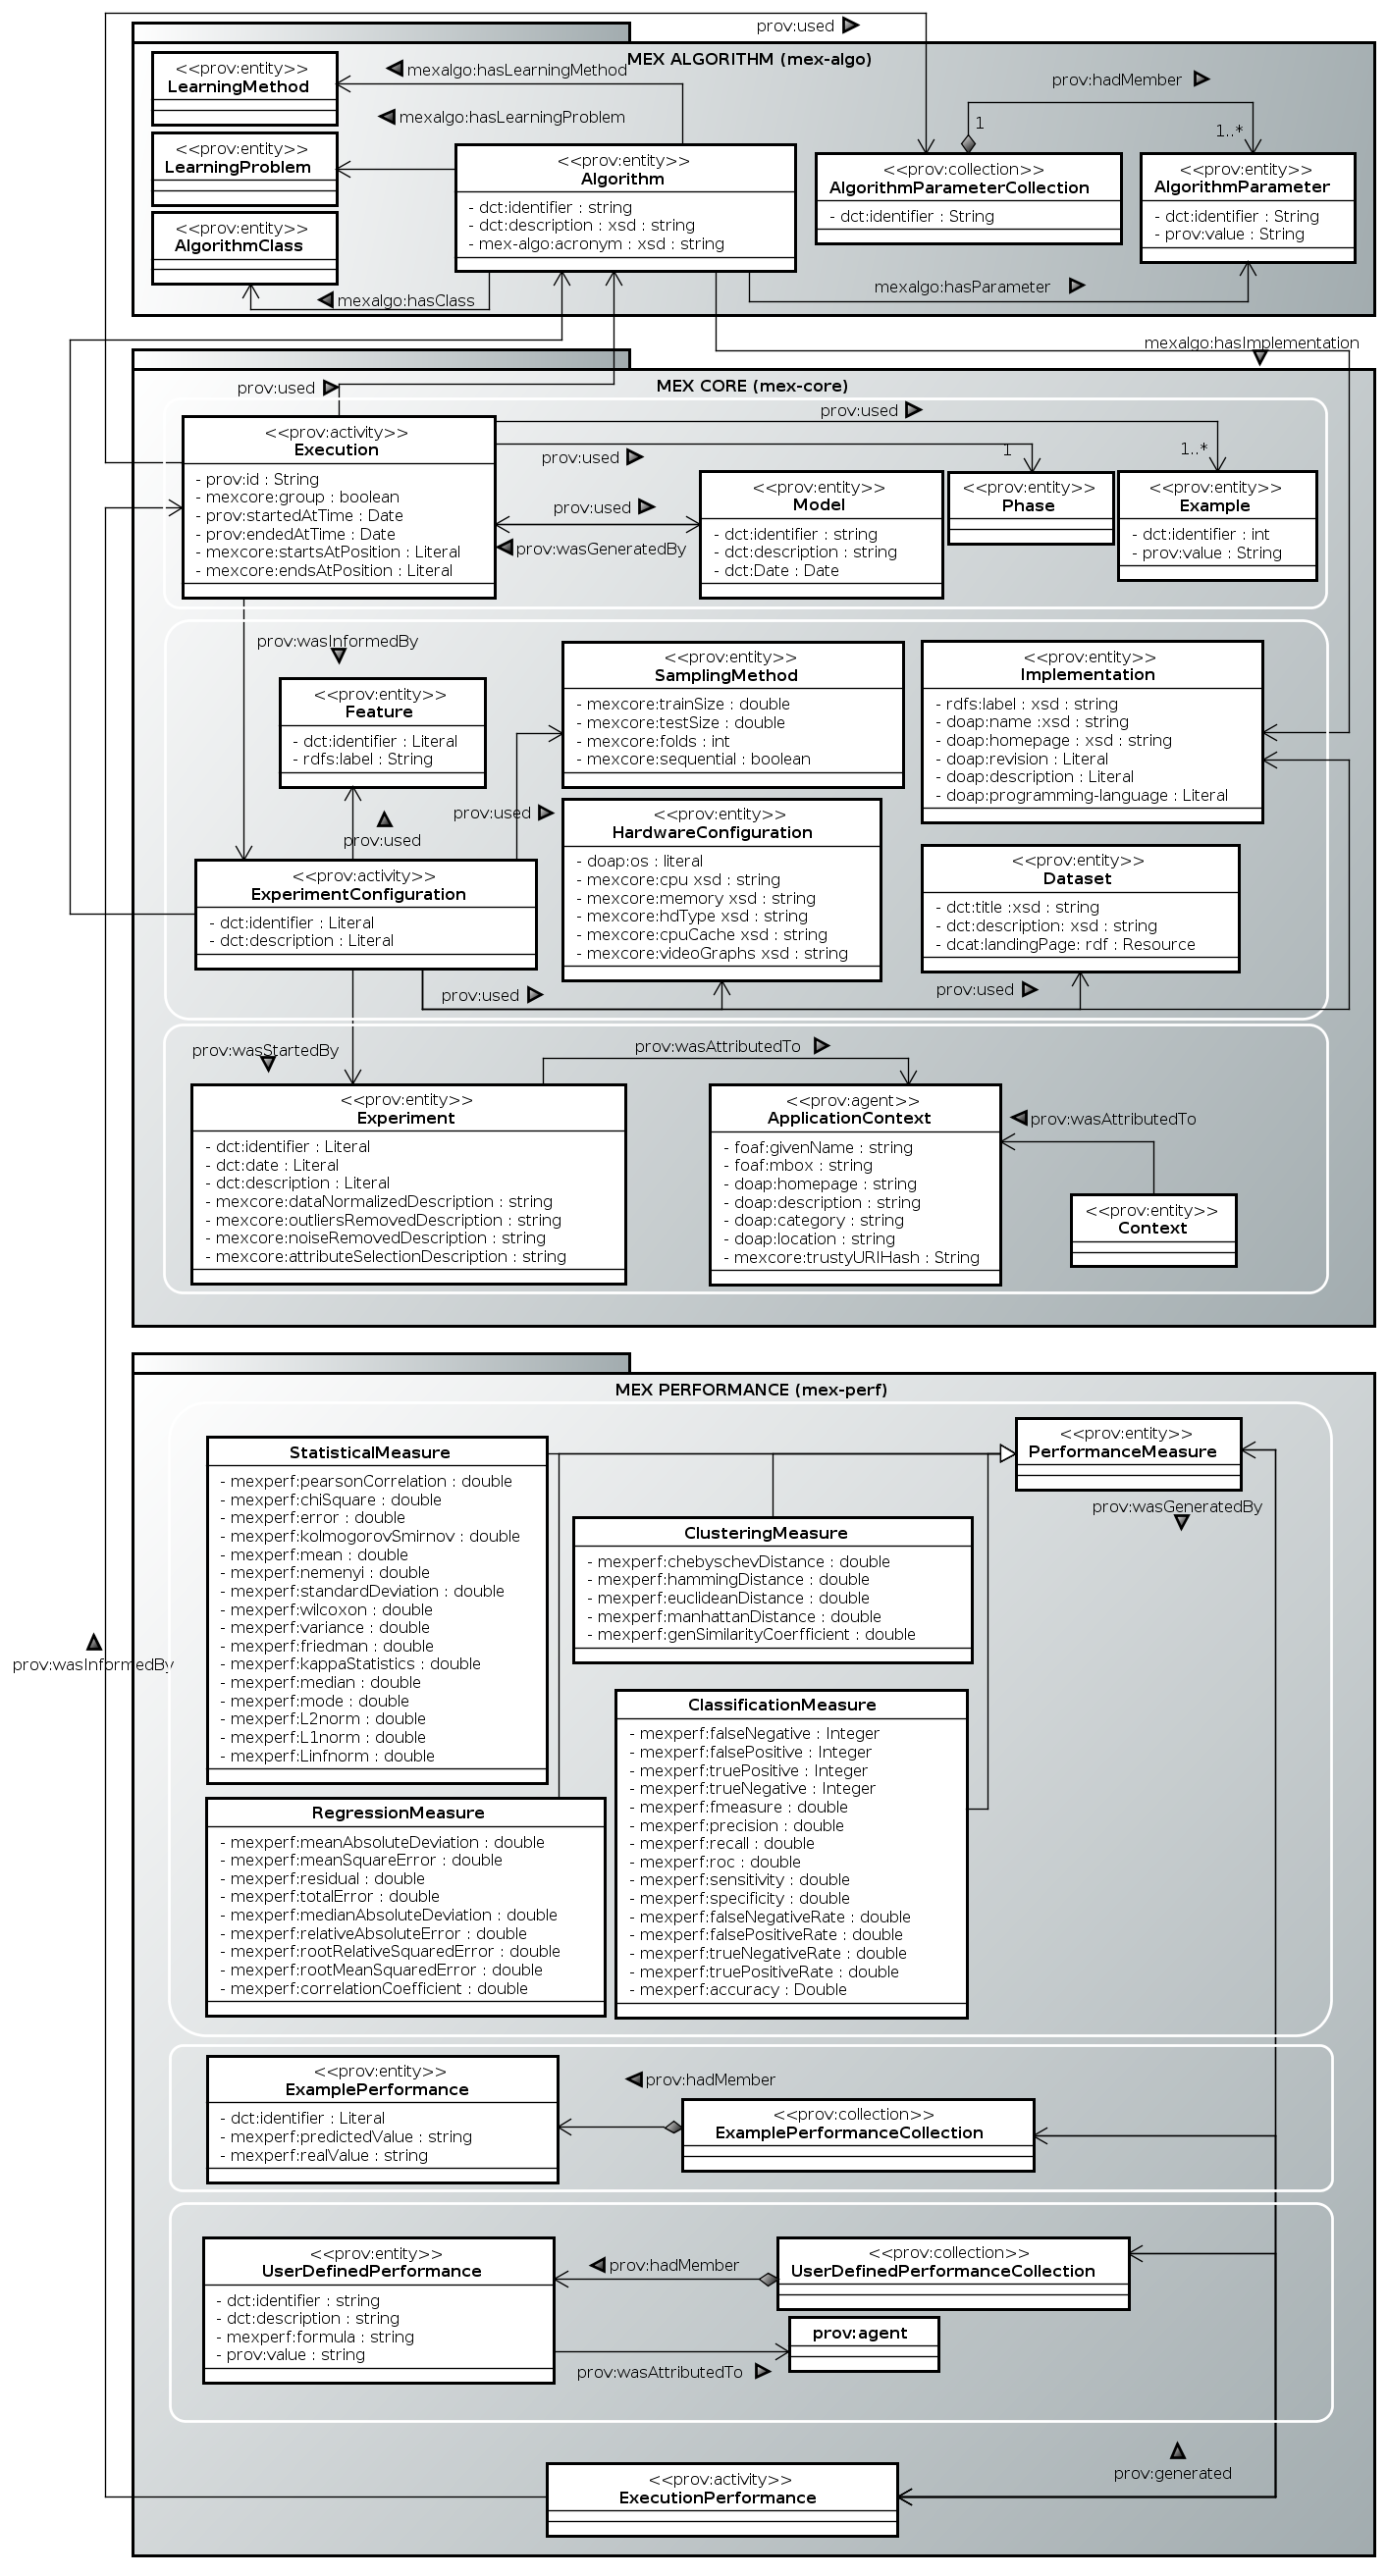 prov:used
MEX ALGORITHM (mex-algo)
<<prov:entity>>
LearningMethod
mexalgo:hasLearningMethod
prov:hadMember
mexalgo:hasLearningProblem
1
1..*
<<prov:entity>>
LearningProblem
<<prov:entity>>
Algorithm
- dct:identifier : string
- dct:description : xsd : string
- mex-algo:acronym : xsd : string
<<prov:collection>>
AlgorithmParameterCollection
- dct:identifier : String
<<prov:entity>>
AlgorithmParameter
- dct:identifier : String
- prov:value : String
<<prov:entity>>
AlgorithmClass
mexalgo:hasClass
mexalgo:hasParameter
mexalgo:hasImplementation
MEX CORE (mex-core)
prov:used
prov:used
<<prov:activity>>
Execution
- prov:id : String
- mexcore:group : boolean
- prov:startedAtTime : Date
- prov:endedAtTime : Date
- mexcore:startsAtPosition : Literal
- mexcore:endsAtPosition : Literal
prov:used
1
1..*
prov:used
prov:wasGeneratedBy
<<prov:entity>>
Model
- dct:identifier : string
- dct:description : string
- dct:Date : Date
<<prov:entity>>
Phase
<<prov:entity>>
Example
- dct:identifier : int
- prov:value : String
prov:wasInformedBy
<<prov:entity>>
Feature
- dct:identifier : Literal
- rdfs:label : String
<<prov:entity>>
SamplingMethod
- mexcore:trainSize : double
- mexcore:testSize : double
- mexcore:folds : int
- mexcore:sequential : boolean
<<prov:entity>>
Implementation
- rdfs:label : xsd : string
- doap:name :xsd : string
- doap:homepage : xsd : string
- doap:revision : Literal
- doap:description : Literal
- doap:programming-language : Literal
prov:used
prov:used
<<prov:entity>>
HardwareConfiguration
- doap:os : literal
- mexcore:cpu xsd : string
- mexcore:memory xsd : string
- mexcore:hdType xsd : string
- mexcore:cpuCache xsd : string
- mexcore:videoGraphs xsd : string
<<prov:entity>>
Dataset
- dct:title :xsd : string
- dct:description: xsd : string
- dcat:landingPage: rdf : Resource
<<prov:activity>>
ExperimentConfiguration
- dct:identifier : Literal
- dct:description : Literal
prov:used
prov:used
prov:wasStartedBy
prov:wasAttributedTo
<<prov:entity>>
Experiment
- dct:identifier : Literal
- dct:date : Literal
- dct:description : Literal
- mexcore:dataNormalizedDescription : string
- mexcore:outliersRemovedDescription : string
- mexcore:noiseRemovedDescription : string
- mexcore:attributeSelectionDescription : string
<<prov:agent>>
ApplicationContext
- foaf:givenName : string
- foaf:mbox : string
- doap:homepage : string
- doap:description : string
- doap:category : string
- doap:location : string
- mexcore:trustyURIHash : String
prov:wasAttributedTo
<<prov:entity>>
Context
MEX PERFORMANCE (mex-perf)
StatisticalMeasure
- mexperf:pearsonCorrelation : double
- mexperf:chiSquare : double
- mexperf:error : double
- mexperf:kolmogorovSmirnov : double
- mexperf:mean : double
- mexperf:nemenyi : double
- mexperf:standardDeviation : double
- mexperf:wilcoxon : double
- mexperf:variance : double
- mexperf:friedman : double
- mexperf:kappaStatistics : double
- mexperf:median : double
- mexperf:mode : double
- mexperf:L2norm : double
- mexperf:L1norm : double
- mexperf:Linfnorm : double
<<prov:entity>>
PerformanceMeasure
prov:wasGeneratedBy
ClusteringMeasure
- mexperf:chebyschevDistance : double
- mexperf:hammingDistance : double
- mexperf:euclideanDistance : double
- mexperf:manhattanDistance : double
- mexperf:genSimilarityCoerfficient : double
prov:wasInformedBy
ClassificationMeasure
- mexperf:falseNegative : Integer
- mexperf:falsePositive : Integer
- mexperf:truePositive : Integer
- mexperf:trueNegative : Integer
- mexperf:fmeasure : double
- mexperf:precision : double
- mexperf:recall : double
- mexperf:roc : double
- mexperf:sensitivity : double
- mexperf:specificity : double
- mexperf:falseNegativeRate : double
- mexperf:falsePositiveRate : double
- mexperf:trueNegativeRate : double
- mexperf:truePositiveRate : double
- mexperf:accuracy : Double
RegressionMeasure
- mexperf:meanAbsoluteDeviation : double
- mexperf:meanSquareError : double
- mexperf:residual : double
- mexperf:totalError : double
- mexperf:medianAbsoluteDeviation : double
- mexperf:relativeAbsoluteError : double
- mexperf:rootRelativeSquaredError : double
- mexperf:rootMeanSquaredError : double
- mexperf:correlationCoefficient : double
<<prov:entity>>
ExamplePerformance
- dct:identifier : Literal
- mexperf:predictedValue : string
- mexperf:realValue : string
prov:hadMember
<<prov:collection>>
ExamplePerformanceCollection
<<prov:entity>>
UserDefinedPerformance
- dct:identifier : string
- dct:description : string
- mexperf:formula : string
- prov:value : string
prov:hadMember
<<prov:collection>>
UserDefinedPerformanceCollection
prov:agent
prov:wasAttributedTo
prov:generated
<<prov:activity>>
ExecutionPerformance